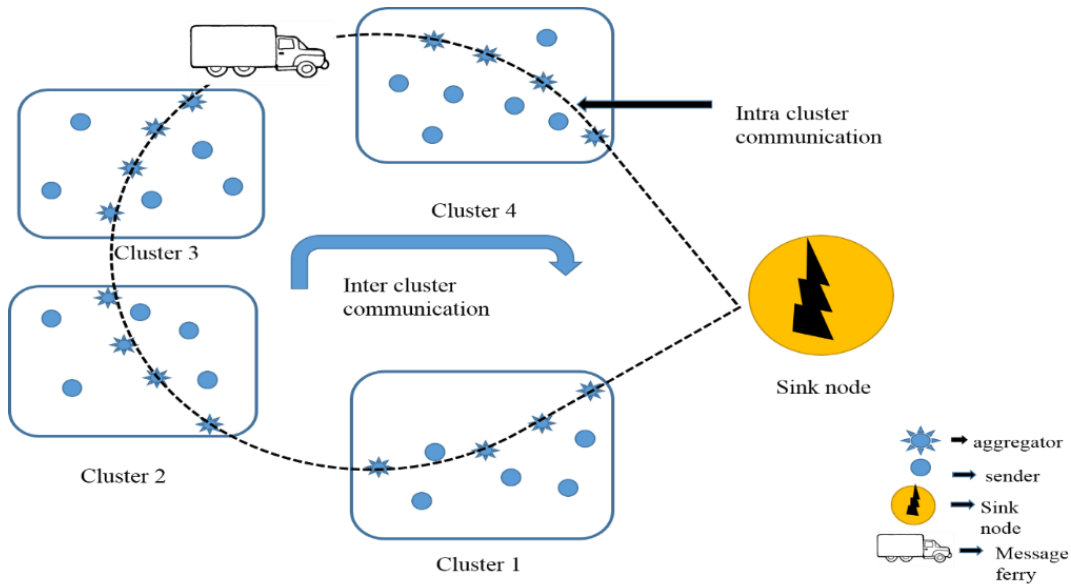 Intra cluster
communication
Cluster 4
Cluster 3
Inter cluster
communication
Sink node
Cluster 2
Cluster 1
aggregator
sender
Sink
node
Message
ferry